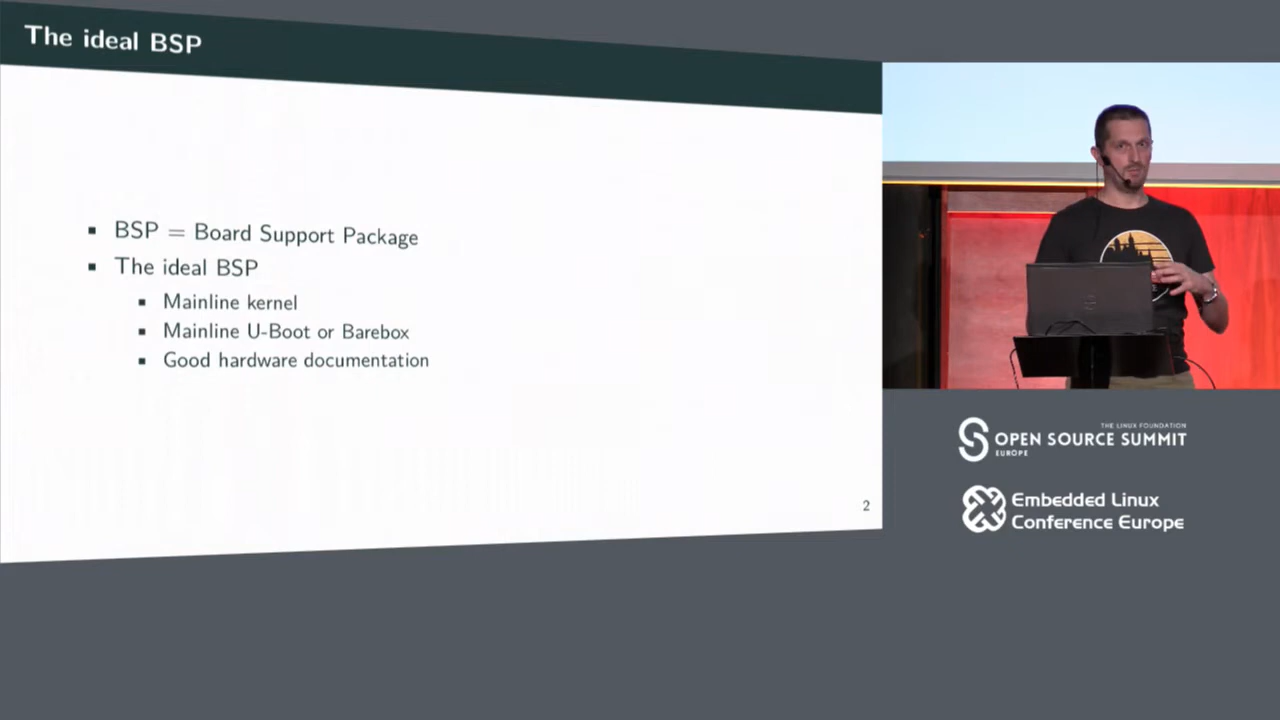 The ideal BSP
BSP = Board Support Package
The ideal BSP
Mainline kernel
Mainline U-Boot or Barebox
Good hardware documentation
2
THE LINUX FOUNDATION
OPEN SOURCE SUMMIT
EUROPE
Embedded Linux
Conference Europe